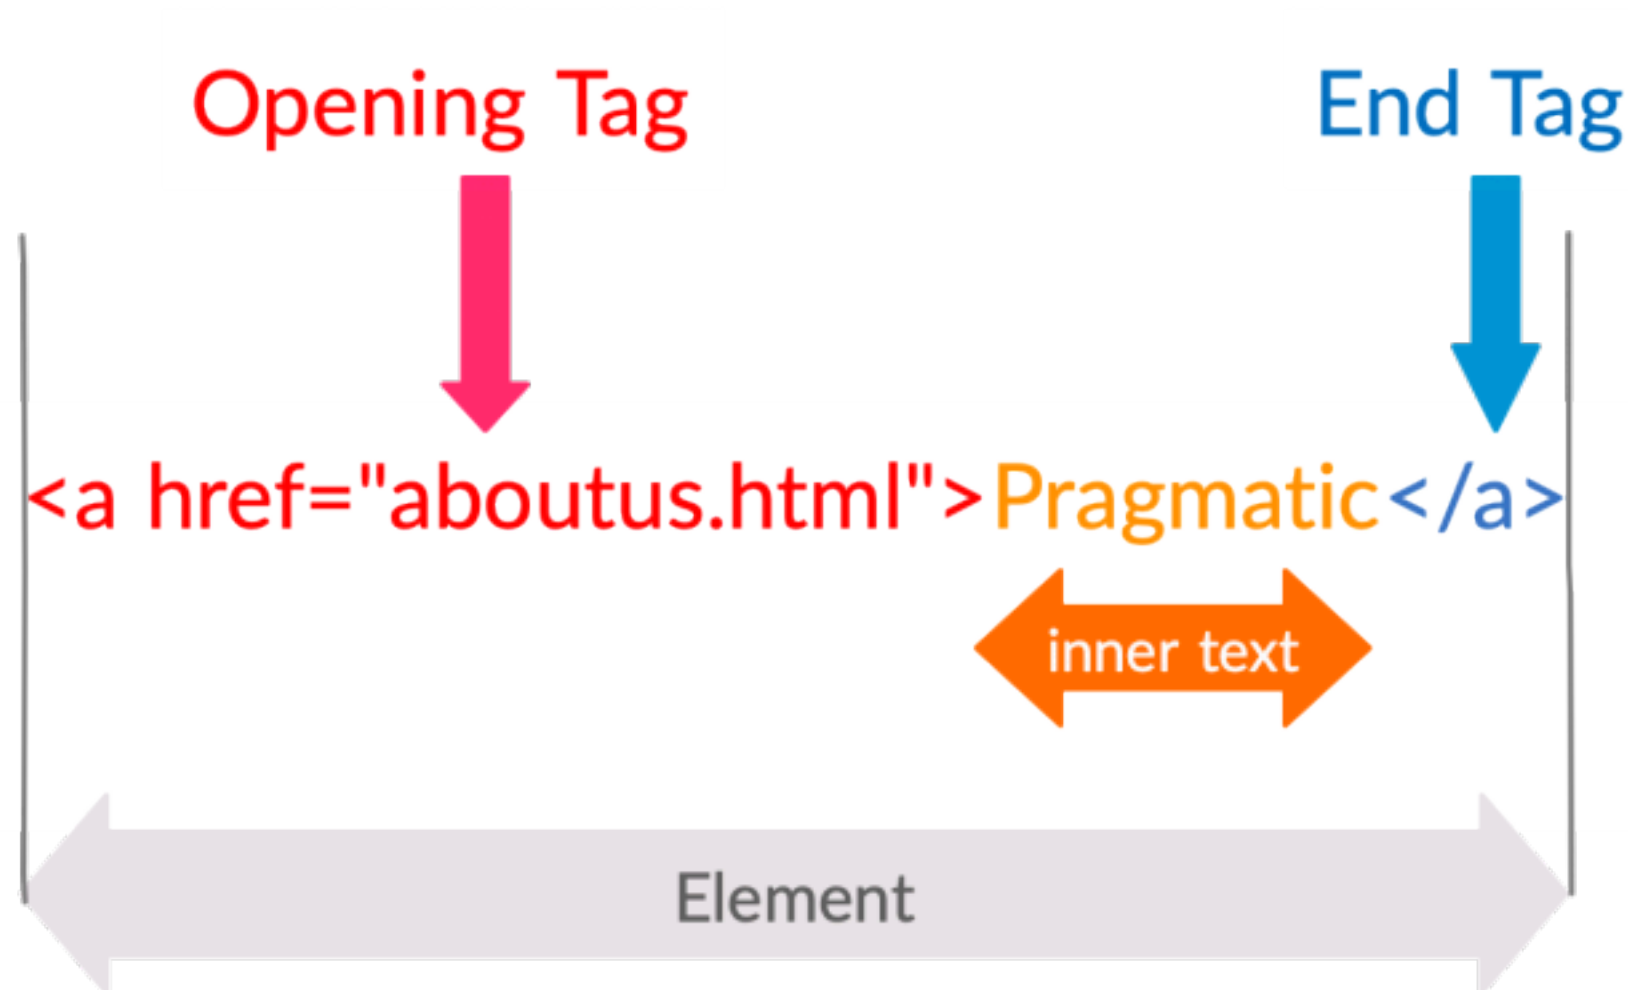 Opening Tag End Tag
<a href="aboutus.html">Pragmatic</a>
inner text
Element